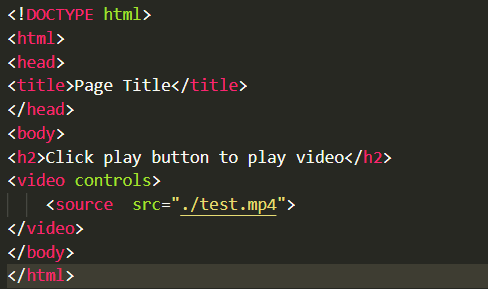 <!DOCTYPE html>
<html>
<head>
<title>Page Title</title>
</head>
<body>
<h2>Click play button to play video</h2>
<video controls>
    <source  src="./test.mp4">
</video>
</body>
</html>